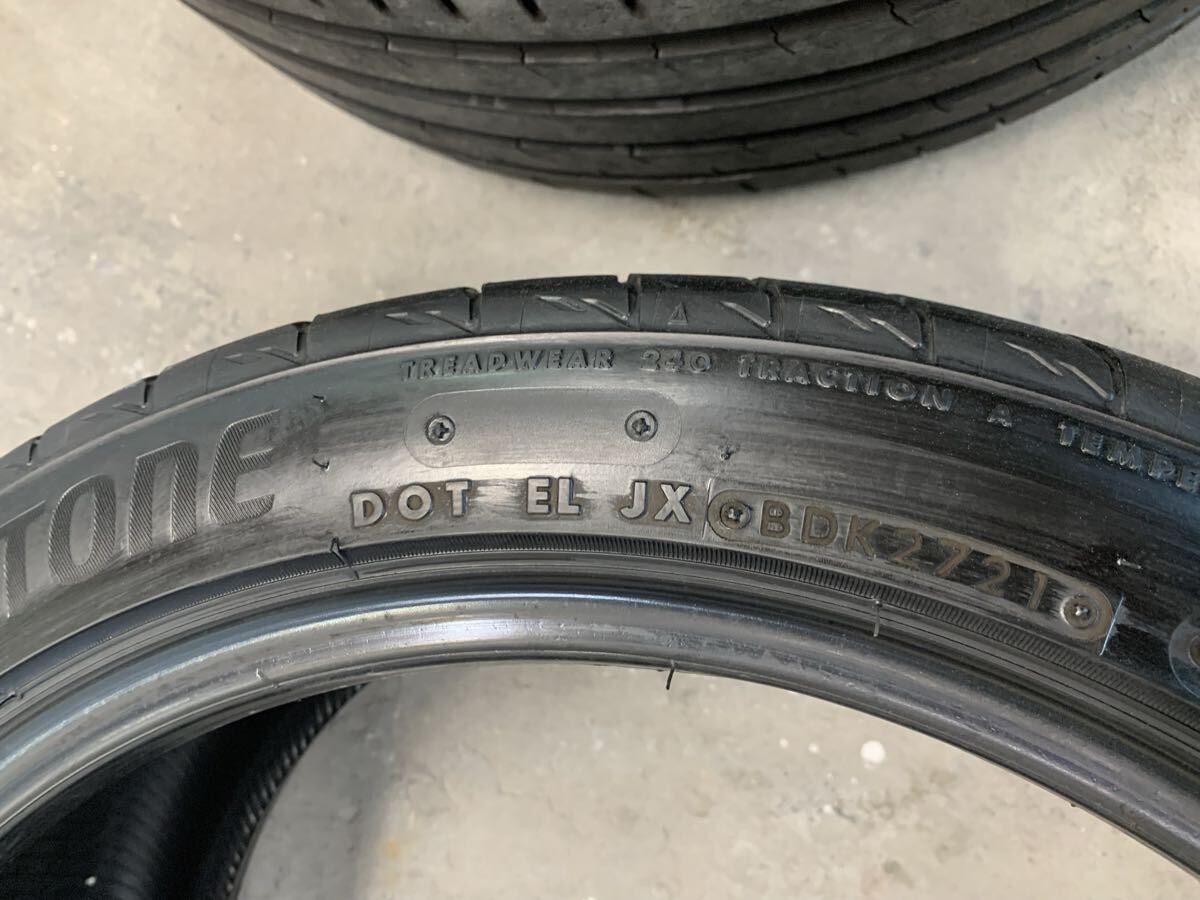 TREADWEAR 240 TRACTION A TEMPE
TONE
DOT EL JX BDK2721